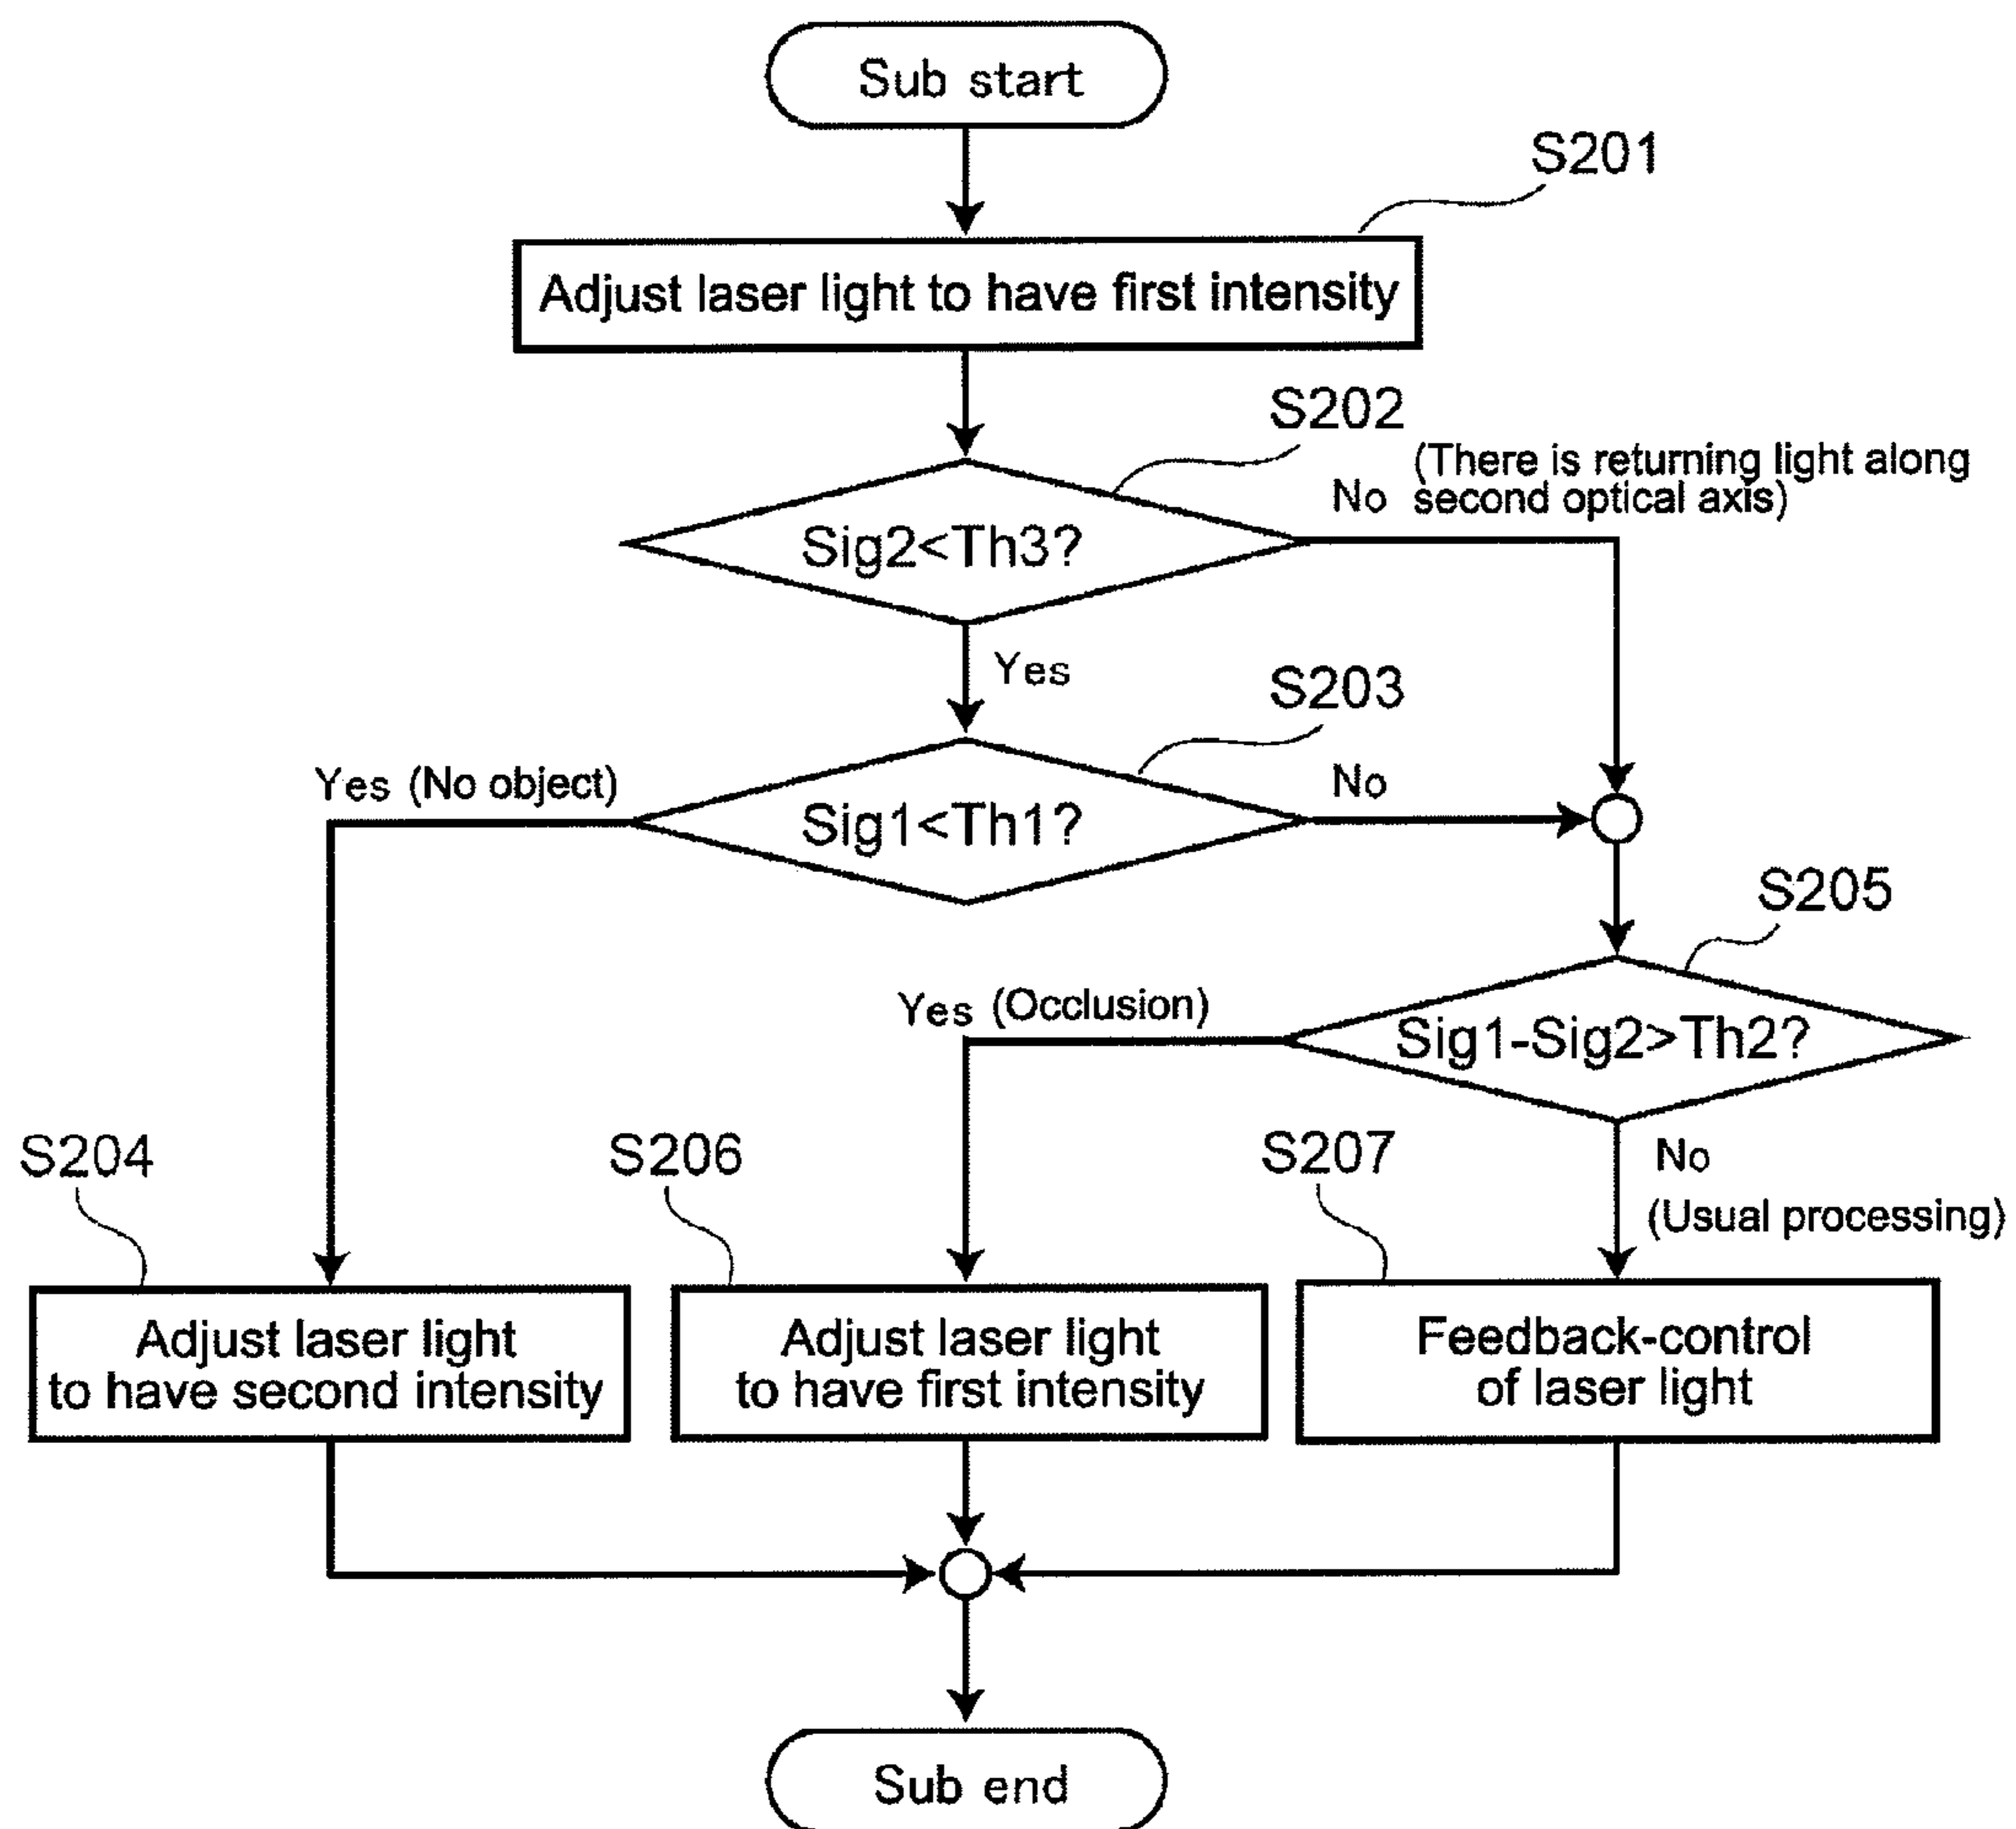 Sub start
S201
Adjust laser light to have first intensity
S202
(There is returning light along
No second optical axis)
Sig2<Th3?
Yes
S203
Yes (No object)
No
Sig1<Th1?
S205
Yes (Occlusion)
Sig1-Sig2>Th2?
S204
S206
S207
No
(Usual processing)
Adjust laser light
to have second intensity
Adjust laser light
to have first intensity
Feedback-control
of laser light
Sub end